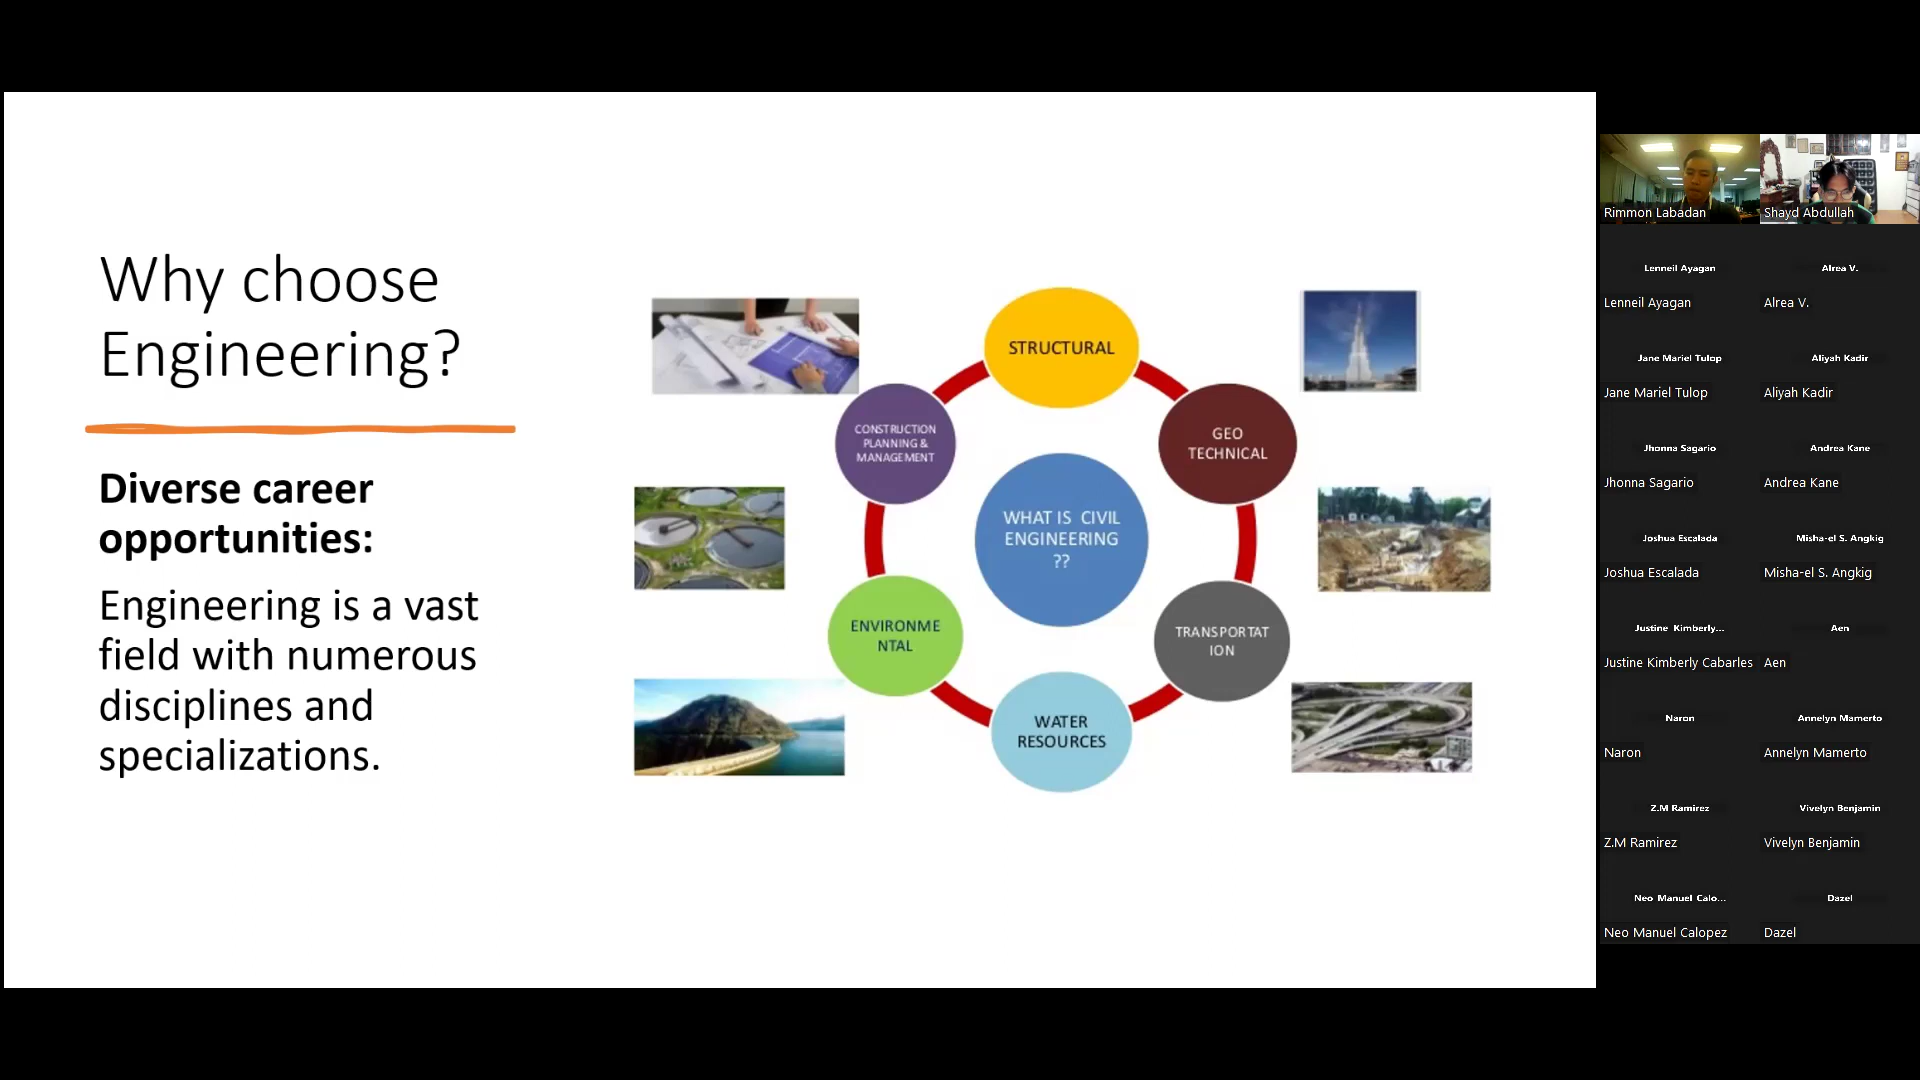 Why choose
Engineering?
Diverse career
opportunities:
Engineering is a vast
field with numerous
disciplines and
specializations.
STRUCTURAL
CONSTRUCTION
PLANNING &
MANAGEMENT
GEO
TECHNICAL
WHAT IS CIVIL
ENGINEERING
??
ENVIRONME
NTAL
TRANSPORTAT
ION
WATER
RESOURCES
Rimmon Labadan
Shayd Abdullah
Lenneil Ayagan
Alrea V.
Lenneil Ayagan
Alrea V.
Jane Mariel Tulop
Aliyah Kadir
Jane Mariel Tulop
Aliyah Kadir
Jhonna Sagario
Andrea Kane
Jhonna Sagario
Andrea Kane
Joshua Escalada
Misha-el S. Angkig
Joshua Escalada
Misha-el S. Angkig
Justine Kimberly...
Aen
Justine Kimberly Cabarles
Aen
Naron
Annelyn Mamerto
Naron
Annelyn Mamerto
Z.M Ramirez
Vivelyn Benjamin
Z.M Ramirez
Vivelyn Benjamin
Neo Manuel Calo...
Dazel
Neo Manuel Calopez
Dazel